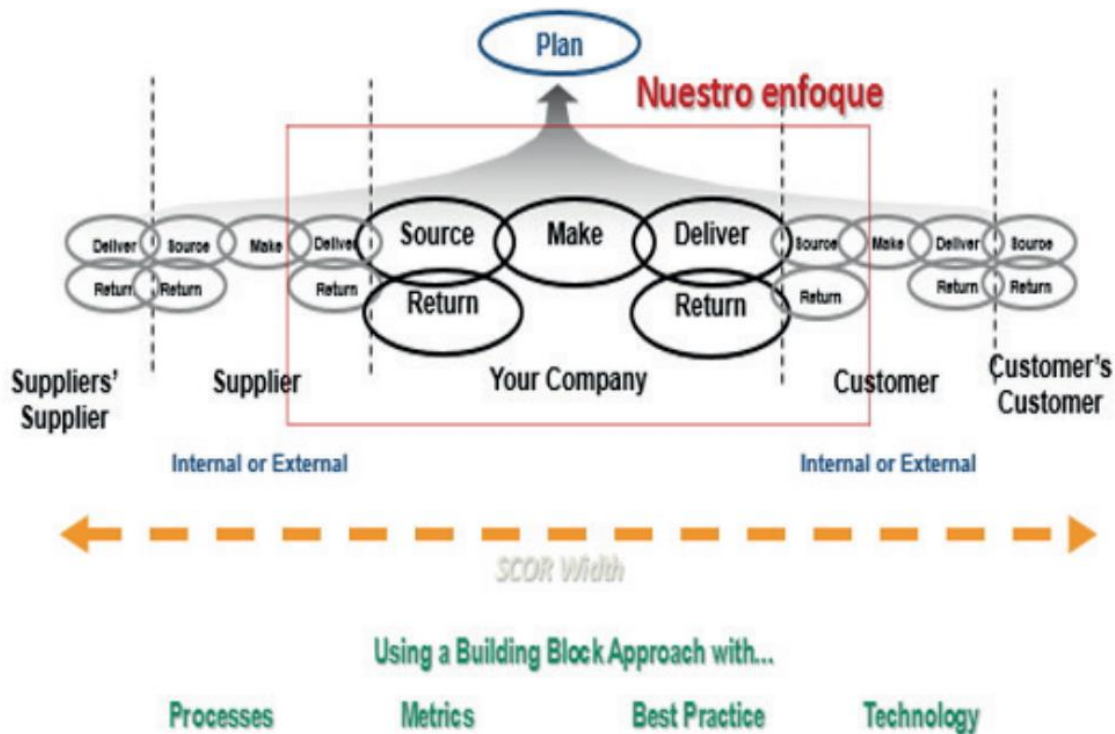 Plan
Nuestro enfoque
Deliver Source Make Deliver Source Make Deliver Source Make Deliver Source
Return Return Return Return Return Return Return Return
Suppliers' Supplier Your Company Customer Customer's
Supplier Customer
Internal or External Internal or External
SCOR Width
Using a Building Block Approach with...
Processes Metrics Best Practice Technology